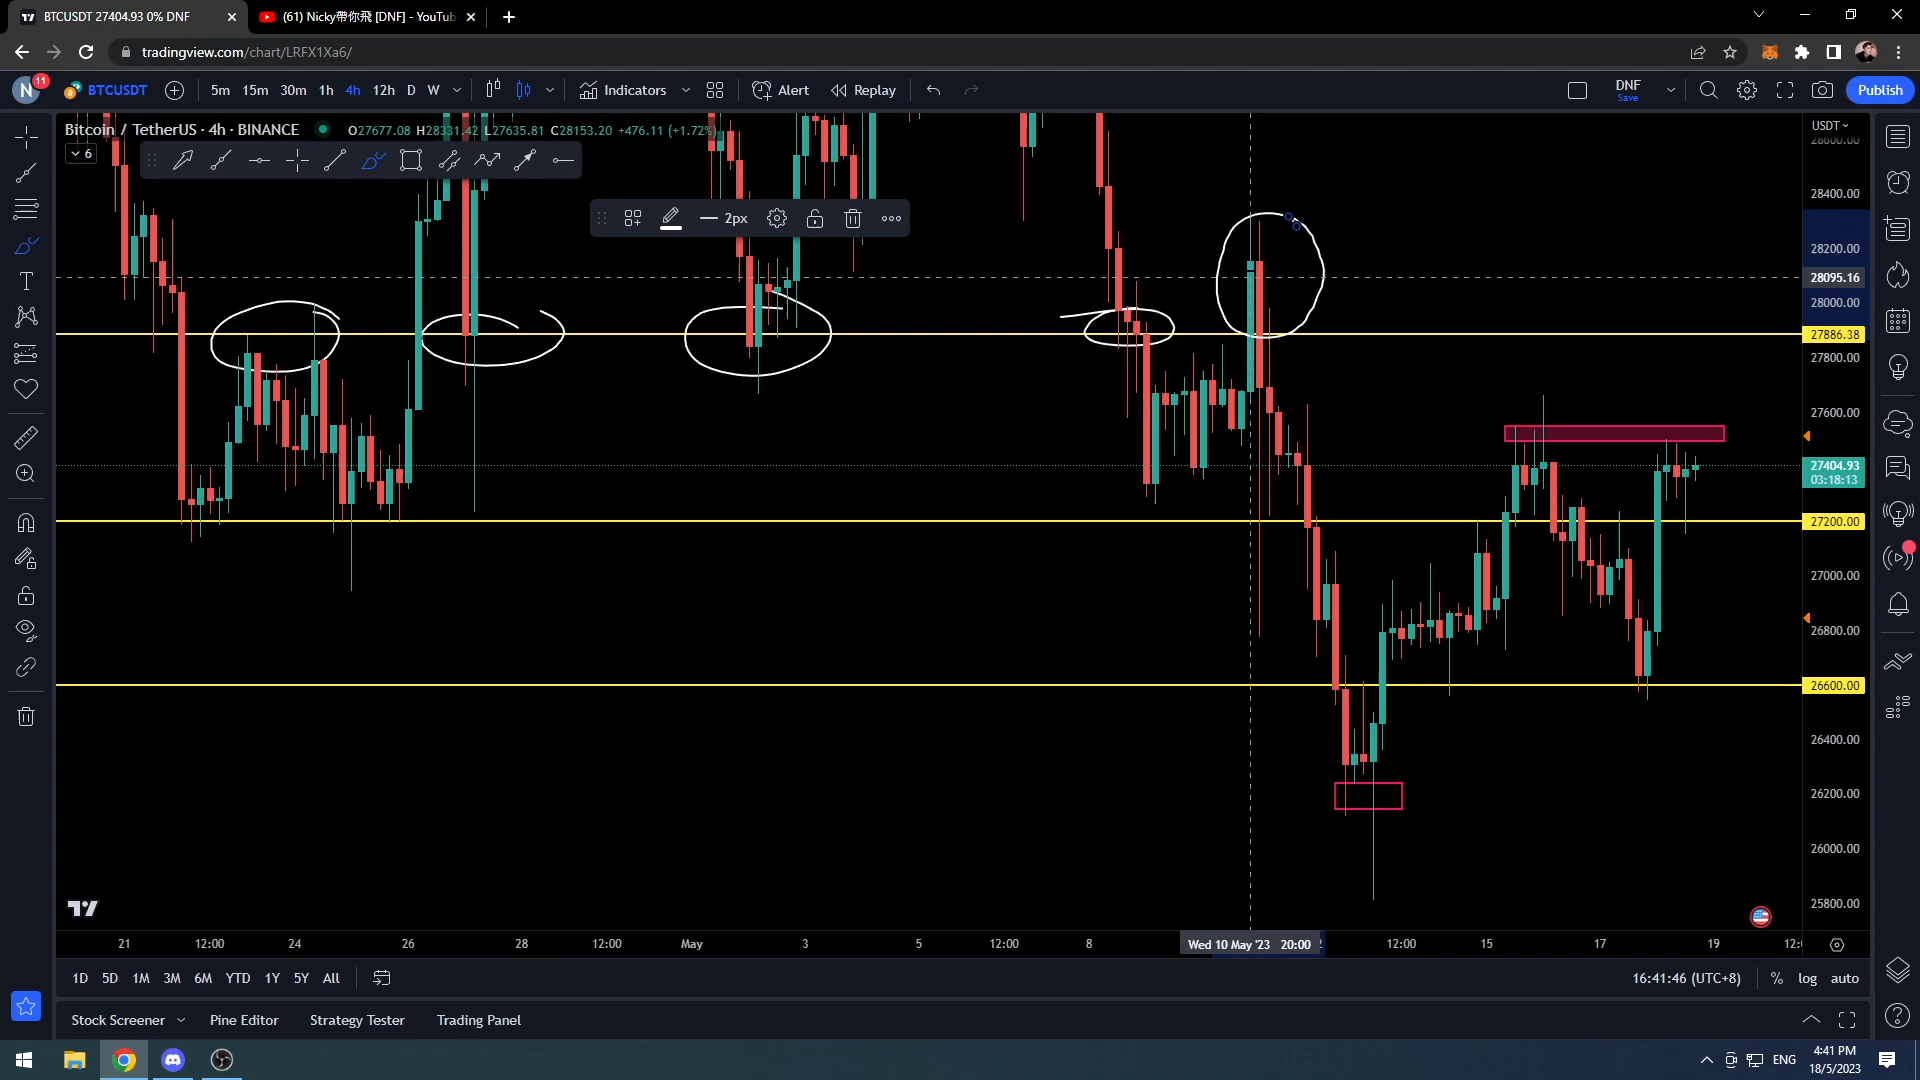 BTCUSDT 27404.93 0% DNF
(61) Nicky帶你飛 [DNF] - YouTub
tradingview.com/chart/LRFX1Xa6/
N
11
BTCUSDT
5m 15m 30m 1h 4h 12h D W
Indicators
Alert
Replay
DNF
Save
Publish
Bitcoin / TetherUS · 4h · BINANCE
O27677.08 H28331.42 L27635.81 C28153.20 +476.11 (+1.72%)
6
2px
USDT
28600.00
28400.00
28200.00
28095.16
28000.00
27886.38
27800.00
27600.00
27404.93
03:18:13
27200.00
27000.00
26800.00
26600.00
26400.00
26200.00
26000.00
25800.00
21 12:00 24 26 28 12:00 May 3 5 12:00 8 Wed 10 May '23 20:00 12:00 15 17 19
1D 5D 1M 3M 6M YTD 1Y 5Y All
16:41:46 (UTC+8)
% log auto
Stock Screener Pine Editor Strategy Tester Trading Panel
ENG
4:41 PM
18/5/2023